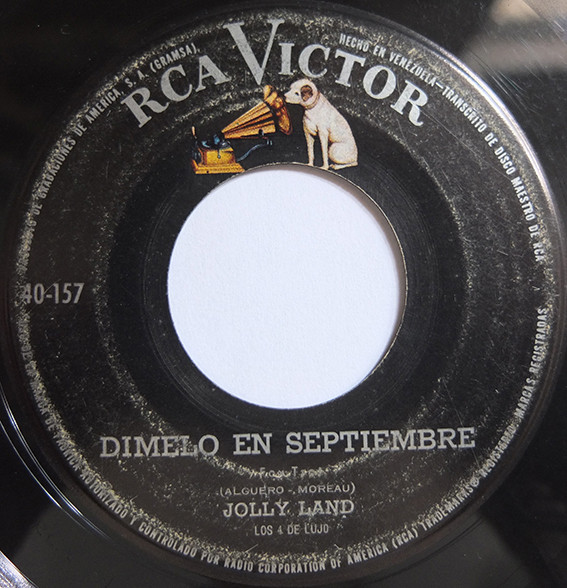 RCA VICTOR
DE GRABACIONES DE AMERICA, S. A. (GRAMSA),
HECHO EN VENEZUELA-TRANSCRITO DE DISCO MAESTRO DE RCA
40-157
DIMELO EN SEPTIEMBRE
Fox Trot
(ALGUERO - MOREAU)
JOLLY LAND
LOS 4 DE LUJO
Y CONTROLADO POR RADIO CORPORATION OF AMERICA (RCA) TRADEMARKS ® REGISTERED. MARCAS REGISTRADAS